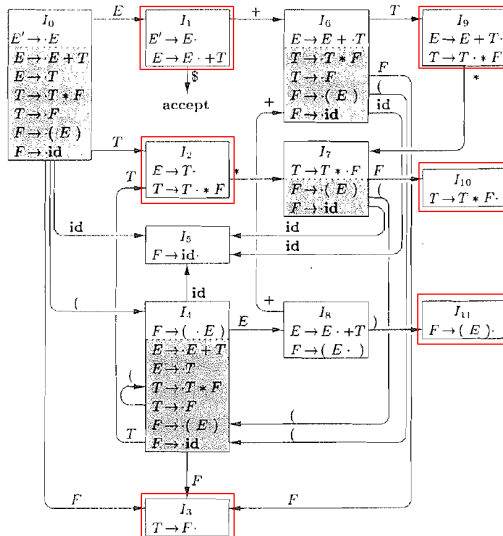 I₀
E′ → ·E
E → ·E + T
E → ·T
T → ·T * F
T → ·F
F → ·( E )
F → ·id
E
I₁
E′ → E·
E → E· + T
$
accept
+
I₆
E → E + ·T
T → ·T * F
T → ·F
F → ·( E )
F → ·id
T
I₉
E → E + T·
T → T· * F
*
F
(
id
+
T
I₂
E → T·
T → T· * F
*
I₇
T → T * ·F
F → ·( E )
F → ·id
F
(
I₁₀
T → T * F·
id
id
id
I₅
F → id·
id
(
I₄
F → ( ·E )
E → ·E + T
E → ·T
T → ·T * F
T → ·F
F → ·( E )
F → ·id
(
T
E
+
I₈
E → E· + T
F → ( E· )
)
I₁₁
F → ( E )·
(
(
F
F
F
I₃
T → F·